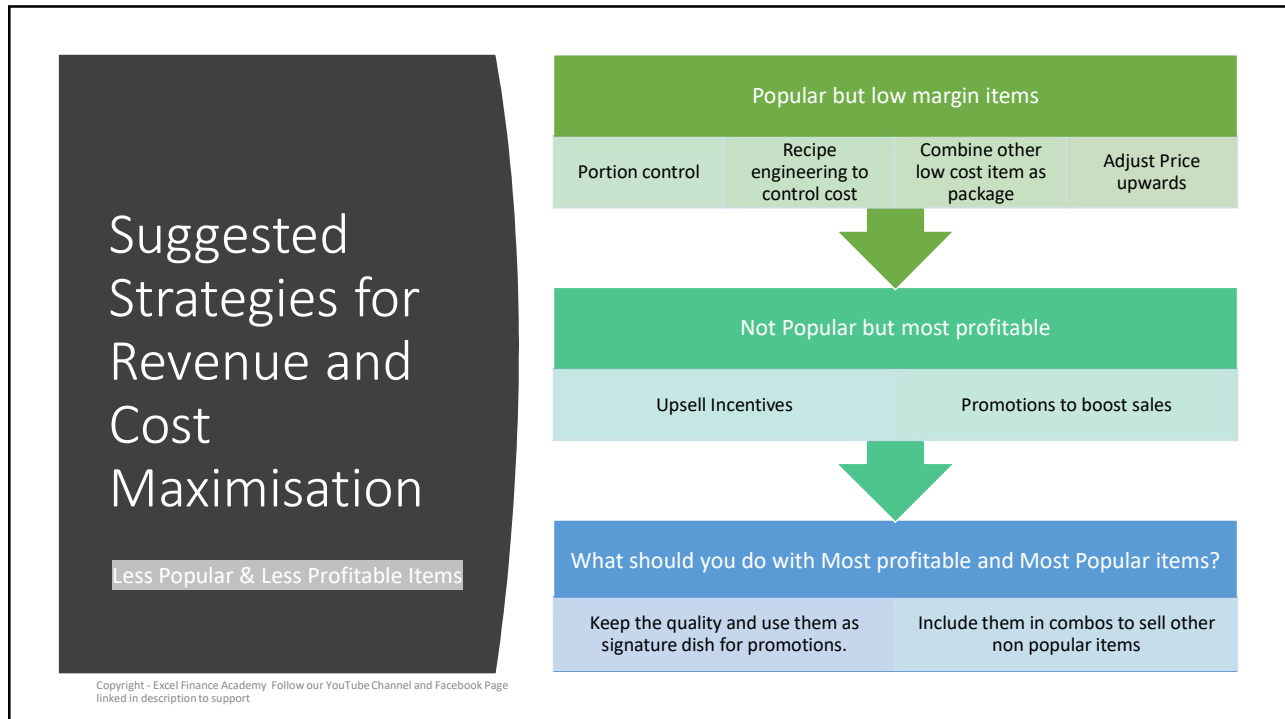 Suggested
Strategies for
Revenue and
Cost
Maximisation
Less Popular & Less Profitable Items
Popular but low margin items
Portion control
Recipe
engineering to
control cost
Combine other
low cost item as
package
Adjust Price
upwards
Not Popular but most profitable
Upsell Incentives
Promotions to boost sales
What should you do with Most profitable and Most Popular items?
Keep the quality and use them as
signature dish for promotions.
Include them in combos to sell other
non popular items
Copyright - Excel Finance Academy Follow our YouTube Channel and Facebook Page
linked in description to support